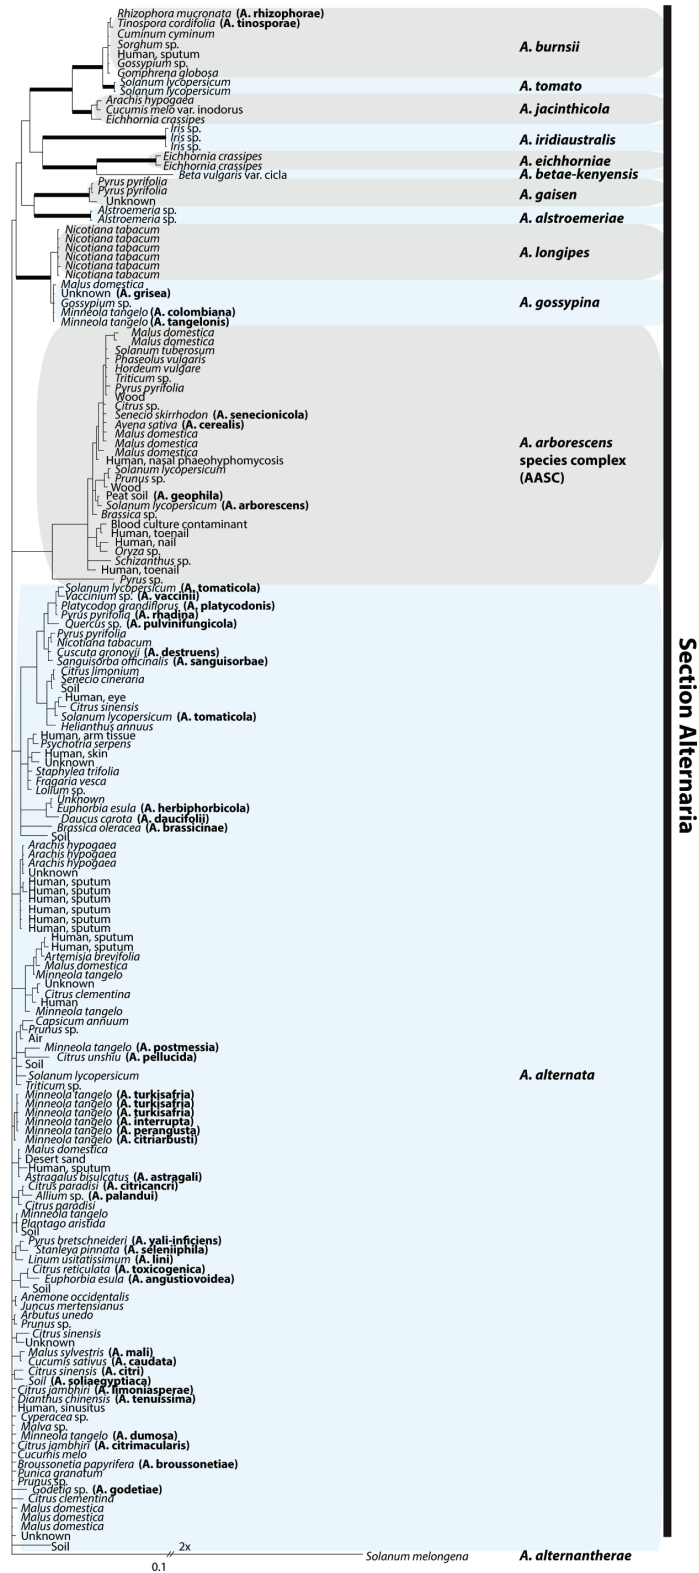 Rhizophora mucronata (A. rhizophorae)
Tinospora cordifolia (A. tinosporae)
Cuminum cyminum
Sorghum sp.
Human, sputum
Gossypium sp.
Gomphrena globosa
A. burnsii
Solanum lycopersicum
Solanum lycopersicum
A. tomato
Arachis hypogaea
Cucumis melo var. inodorus
Eichhornia crassipes
A. jacinthicola
Iris sp.
Iris sp.
Iris sp.
A. iridiaustralis
Eichhornia crassipes
Eichhornia crassipes
A. eichhorniae
Beta vulgaris var. cicla
A. betae-kenyensis
Pyrus pyrifolia
Pyrus pyrifolia
Unknown
A. gaisen
Alstroemeria sp.
Alstroemeria sp.
A. alstroemeriae
Nicotiana tabacum
Nicotiana tabacum
Nicotiana tabacum
Nicotiana tabacum
Nicotiana tabacum
Nicotiana tabacum
A. longipes
Malus domestica
Unknown (A. grisea)
Gossypium sp.
Minneola tangelo (A. colombiana)
Minneola tangelo (A. tangelonis)
A. gossypina
Malus domestica
Malus domestica
Solanum tuberosum
Phaseolus vulgaris
Hordeum vulgare
Triticum sp.
Pyrus pyrifolia
Wood
Citrus sp.
Senecio skirrhodon (A. senecionicola)
Avena sativa (A. cerealis)
Malus domestica
Malus domestica
Malus domestica
Human, nasal phaeohyphomycosis
Solanum lycopersicum
Prunus sp.
Wood
Peat soil (A. geophila)
Solanum lycopersicum (A. arborescens)
Brassica sp.
Blood culture contaminant
Human, toenail
Human, nail
Oryza sp.
Schizanthus sp.
Human, toenail
Pyrus sp.
A. arborescens
species complex
(AASC)
Solanum lycopersicum (A. tomaticola)
Vaccinium sp. (A. vaccinii)
Platycodon grandiflorus (A. platycodonis)
Pyrus pyrifolia (A. rhadina)
Quercus sp. (A. pulvinifungicola)
Pyrus pyrifolia
Nicotiana tabacum
Cuscuta gronovii (A. destruens)
Sanguisorba officinalis (A. sanguisorbae)
Citrus limonium
Senecio cineraria
Soil
Human, eye
Citrus sinensis
Solanum lycopersicum (A. tomaticola)
Helianthus annuus
Human, arm tissue
Psychotria serpens
Human, skin
Unknown
Staphylea trifolia
Fragaria vesca
Lolium sp.
Unknown
Euphorbia esula (A. herbiphorbicola)
Daucus carota (A. daucifolii)
Brassica oleracea (A. brassicinae)
Soil
Arachis hypogaea
Arachis hypogaea
Arachis hypogaea
Unknown
Human, sputum
Human, sputum
Human, sputum
Human, sputum
Human, sputum
Human, sputum
Human, sputum
Human, sputum
Artemisia brevifolia
Malus domestica
Minneola tangelo
Unknown
Citrus clementina
Human
Minneola tangelo
Capsicum annuum
Prunus sp.
Air
Minneola tangelo (A. postmessia)
Citrus unshiu (A. pellucida)
Soil
Solanum lycopersicum
Triticum sp.
Minneola tangelo (A. turkisafria)
Minneola tangelo (A. turkisafria)
Minneola tangelo (A. turkisafria)
Minneola tangelo (A. interrupta)
Minneola tangelo (A. perangusta)
Minneola tangelo (A. citriarbusti)
Malus domestica
Desert sand
Human, sputum
Astragalus bisulcatus (A. astragali)
Citrus paradisi (A. citricancri)
Allium sp. (A. palandui)
Citrus paradisi
Minneola tangelo
Plantago aristida
Soil
Pyrus bretschneideri (A. yali-inficiens)
Stanleya pinnata (A. seleniiphila)
Linum usitatissimum (A. lini)
Citrus reticulata (A. toxicogenica)
Euphorbia esula (A. angustiovoidea)
Soil
Anemone occidentalis
Juncus mertensianus
Arbutus unedo
Prunus sp.
Citrus sinensis
Unknown
Malus sylvestris (A. mali)
Cucumis sativus (A. caudata)
Citrus sinensis (A. citri)
Soil (A. soliaegyptiaca)
Citrus jambhiri (A. limoniasperae)
Dianthus chinensis (A. tenuissima)
Human, sinusitus
Cyperacea sp.
Malva sp.
Minneola tangelo (A. dumosa)
Citrus jambhiri (A. citrimacularis)
Cucumis melo
Broussonetia papyrifera (A. broussonetiae)
Punica granatum
Prunus sp.
Godetia sp. (A. godetiae)
Citrus clementina
Malus domestica
Malus domestica
Malus domestica
Unknown
Soil
A. alternata
2x
Solanum melongena
A. alternantherae
0.1
Section Alternaria